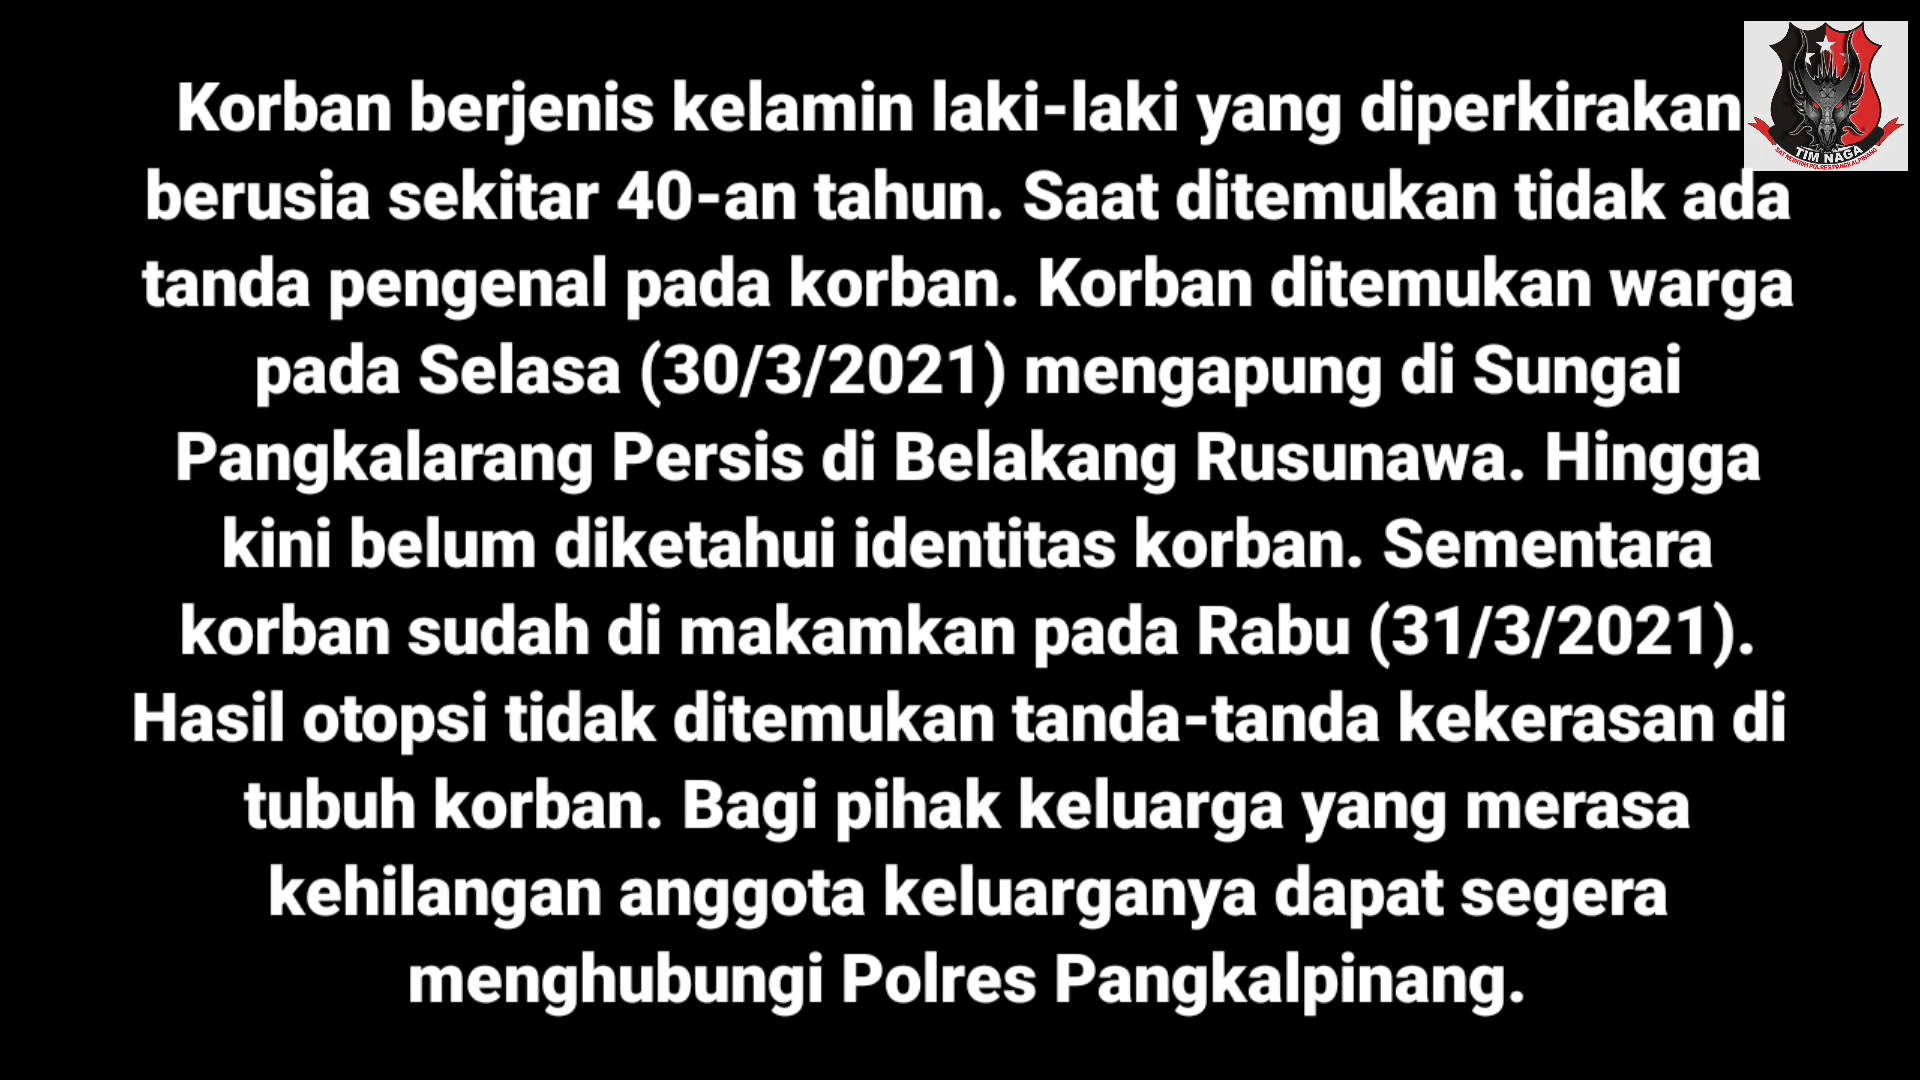 Korban berjenis kelamin laki-laki yang diperkirakan
berusia sekitar 40-an tahun. Saat ditemukan tidak ada
tanda pengenal pada korban. Korban ditemukan warga
pada Selasa (30/3/2021) mengapung di Sungai
Pangkalarang Persis di Belakang Rusunawa. Hingga
kini belum diketahui identitas korban. Sementara
korban sudah di makamkan pada Rabu (31/3/2021).
Hasil otopsi tidak ditemukan tanda-tanda kekerasan di
tubuh korban. Bagi pihak keluarga yang merasa
kehilangan anggota keluarganya dapat segera
menghubungi Polres Pangkalpinang.
TIM NAGA
SAT RESKRIM POLRES PANGKALPINANG